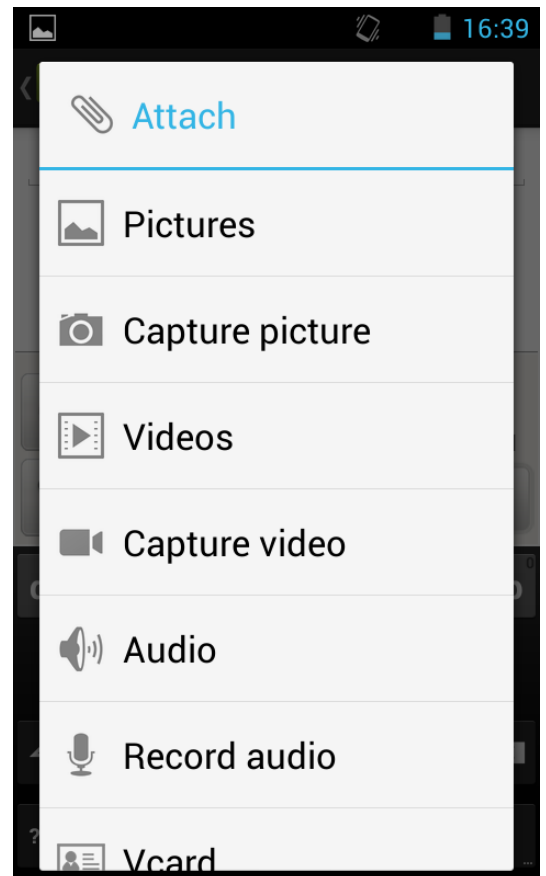 16:39
Attach
Pictures
Capture picture
Videos
Capture video
Audio
Record audio
Vcard